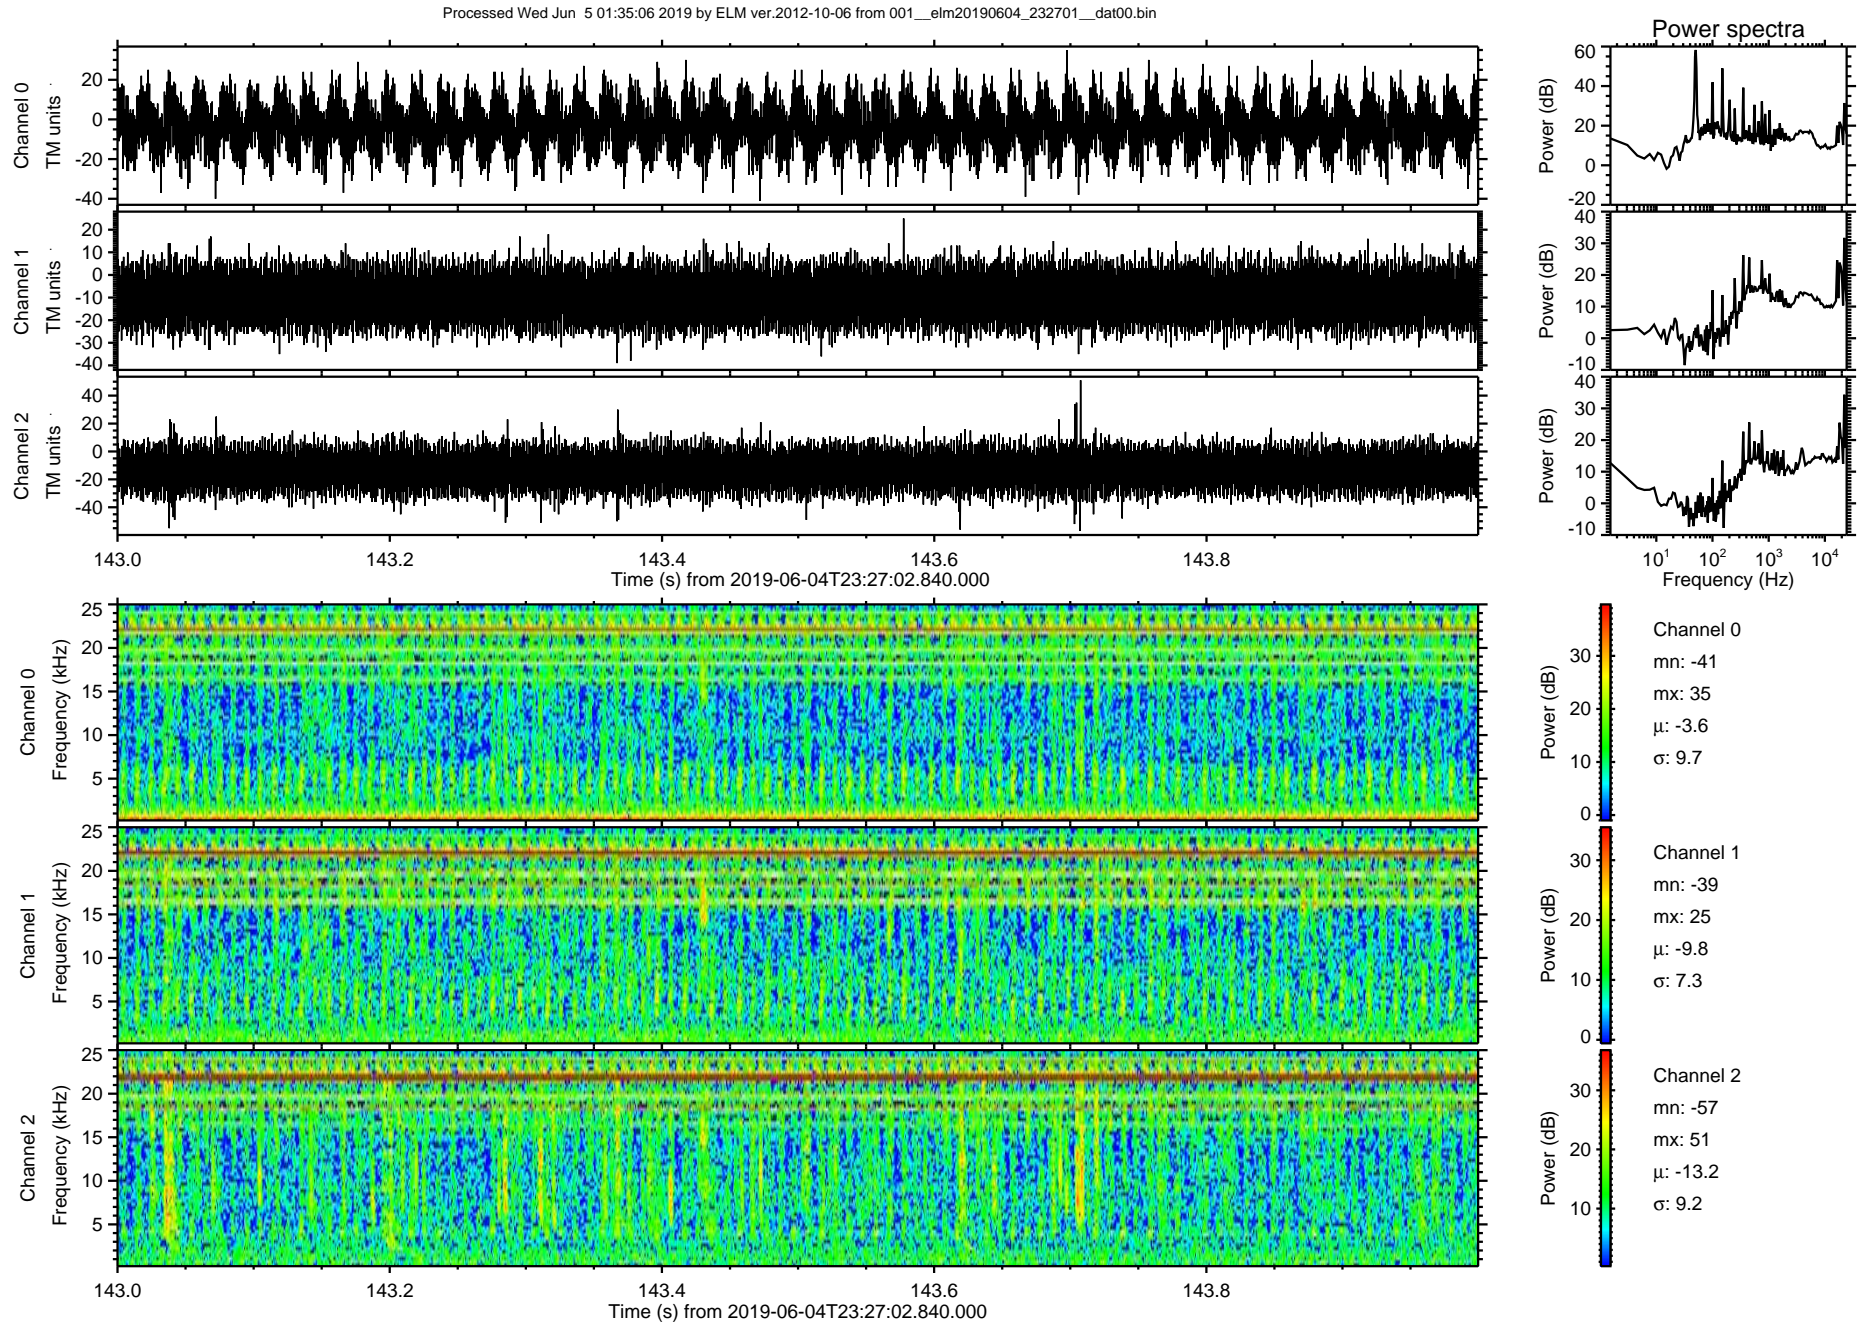 Processed Wed Jun  5 01:35:06 2019 by ELM ver.2012-10-06 from 001__elm20190604_232701__dat00.bin
Power spectra
Channel 0
TM units
20
0
-20
-40
Power (dB)
60
40
20
0
-20
Channel 1
TM units
20
10
0
-10
-20
-30
-40
Power (dB)
40
30
20
10
0
-10
Channel 2
TM units
40
20
0
-20
-40
Power (dB)
40
30
20
10
0
-10
143.0 143.2 143.4 143.6 143.8
Time (s) from 2019-06-04T23:27:02.840.000
10¹ 10² 10³ 10⁴
Frequency (Hz)
Channel 0
Frequency (kHz)
25
20
15
10
5
Power (dB)
30
20
10
0
Channel 0
mn: -41
mx: 35
μ: -3.6
σ: 9.7
Channel 1
Frequency (kHz)
25
20
15
10
5
Power (dB)
30
20
10
0
Channel 1
mn: -39
mx: 25
μ: -9.8
σ: 7.3
Channel 2
Frequency (kHz)
25
20
15
10
5
Power (dB)
30
20
10
Channel 2
mn: -57
mx: 51
μ: -13.2
σ: 9.2
143.0 143.2 143.4 143.6 143.8
Time (s) from 2019-06-04T23:27:02.840.000